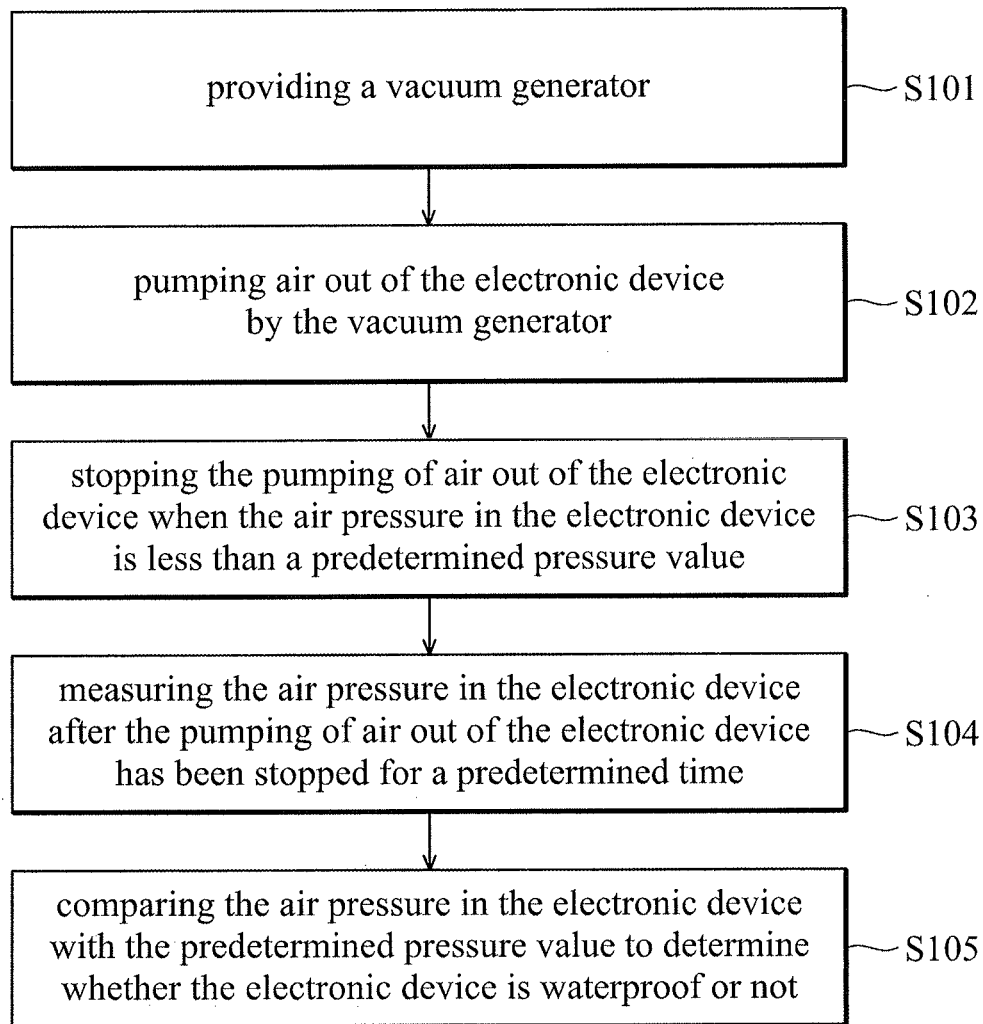 providing a vacuum generator
S101
pumping air out of the electronic device
by the vacuum generator
S102
stopping the pumping of air out of the electronic
device when the air pressure in the electronic device
is less than a predetermined pressure value
S103
measuring the air pressure in the electronic device
after the pumping of air out of the electronic device
has been stopped for a predetermined time
S104
comparing the air pressure in the electronic device
with the predetermined pressure value to determine
whether the electronic device is waterproof or not
S105